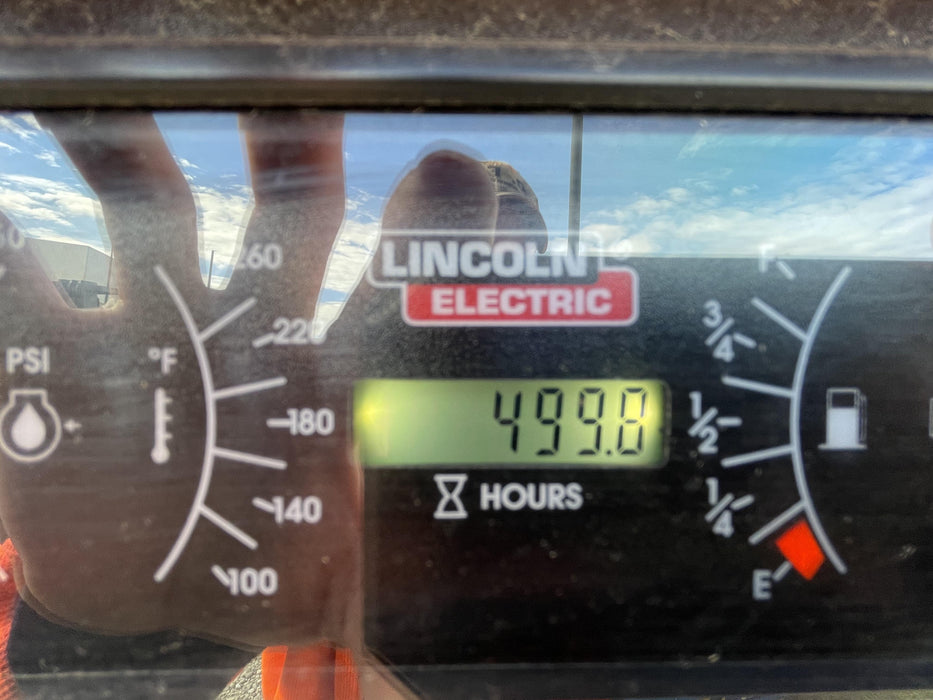 LINCOLN
ELECTRIC
PSI
°F
260
220
180
140
100
499.8
HOURS
F
3/4
1/2
1/4
E